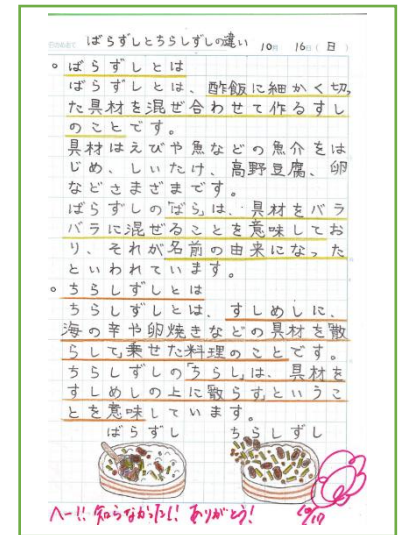 ばらずしとちらしずしの違い 10月 16日(日)
。ばらずしとは
ばらずしとは、酢飯に細かく切っ
た具材を混ぜ合わせて作るすし
のことです。
具材はえびや魚などの魚介をは
じめ、しいたけ、高野豆腐、卵
などさまざまです。
ばらずしの「ばら」は、具材をバラ
バラに混ぜることを意味してお
り、それが名前の由来になった
といわれています。
。ちらしずしとは
ちらしずしとは、すしめしに、
海の幸や卵焼きなどの具材を「散
らして」乗せた料理のことです。
ちらしずしの「ちらし」は、具材を
すしめしの上に散らす」というこ
とを意味しています。
ばらずし ちらしずし
へー!! 知らなかった!! ありがとう!
10/19